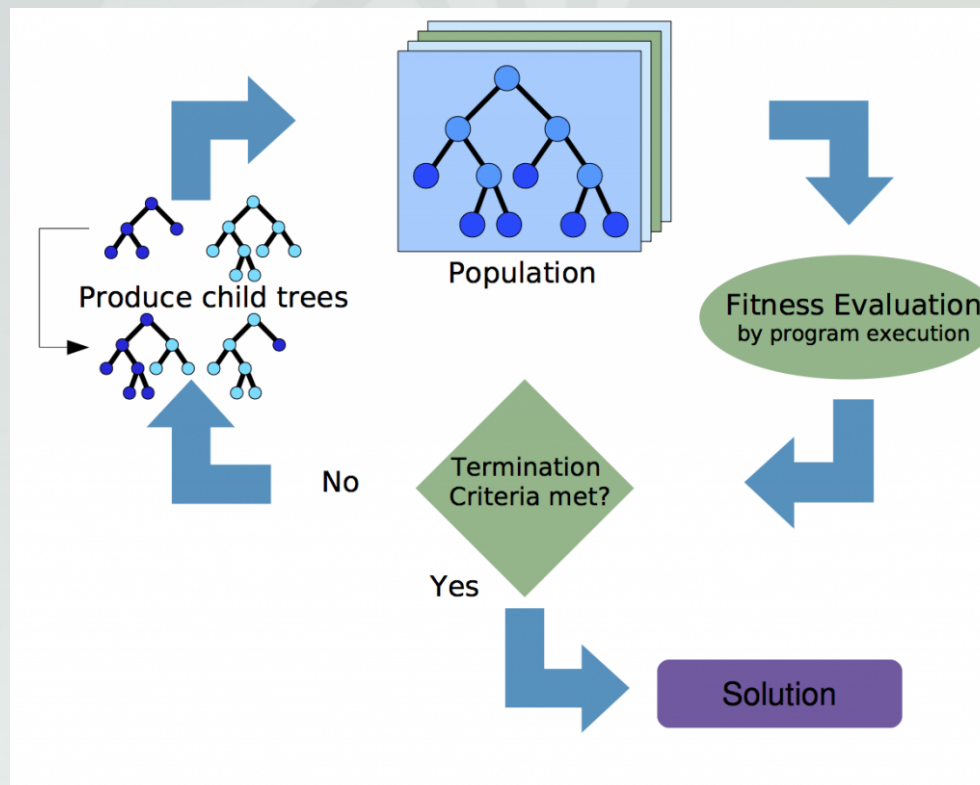 Population
Produce child trees
Fitness Evaluation
by program execution
Termination
Criteria met?
No
Yes
Solution